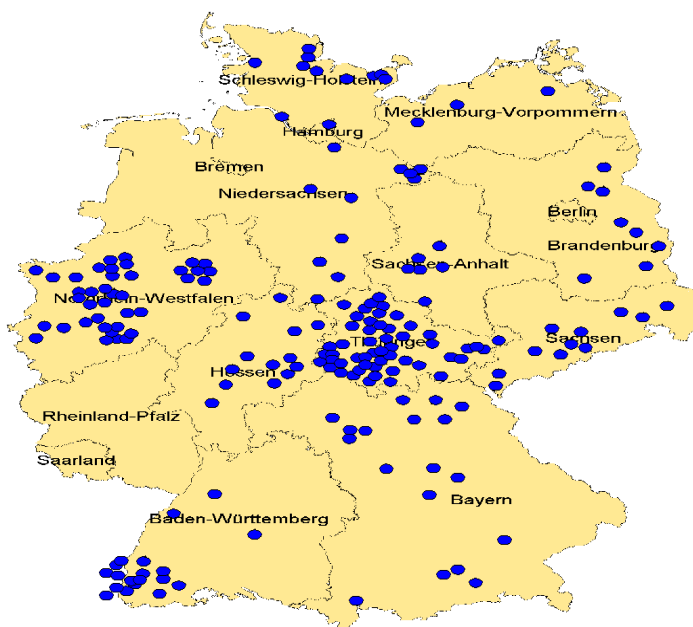 Schleswig-Holstein
Mecklenburg-Vorpommern
Hamburg
Bremen
Niedersachsen
Berlin
Brandenburg
Sachsen-Anhalt
Nordrhein-Westfalen
Sachsen
Thüringen
Hessen
Rheinland-Pfalz
Saarland
Bayern
Baden-Württemberg